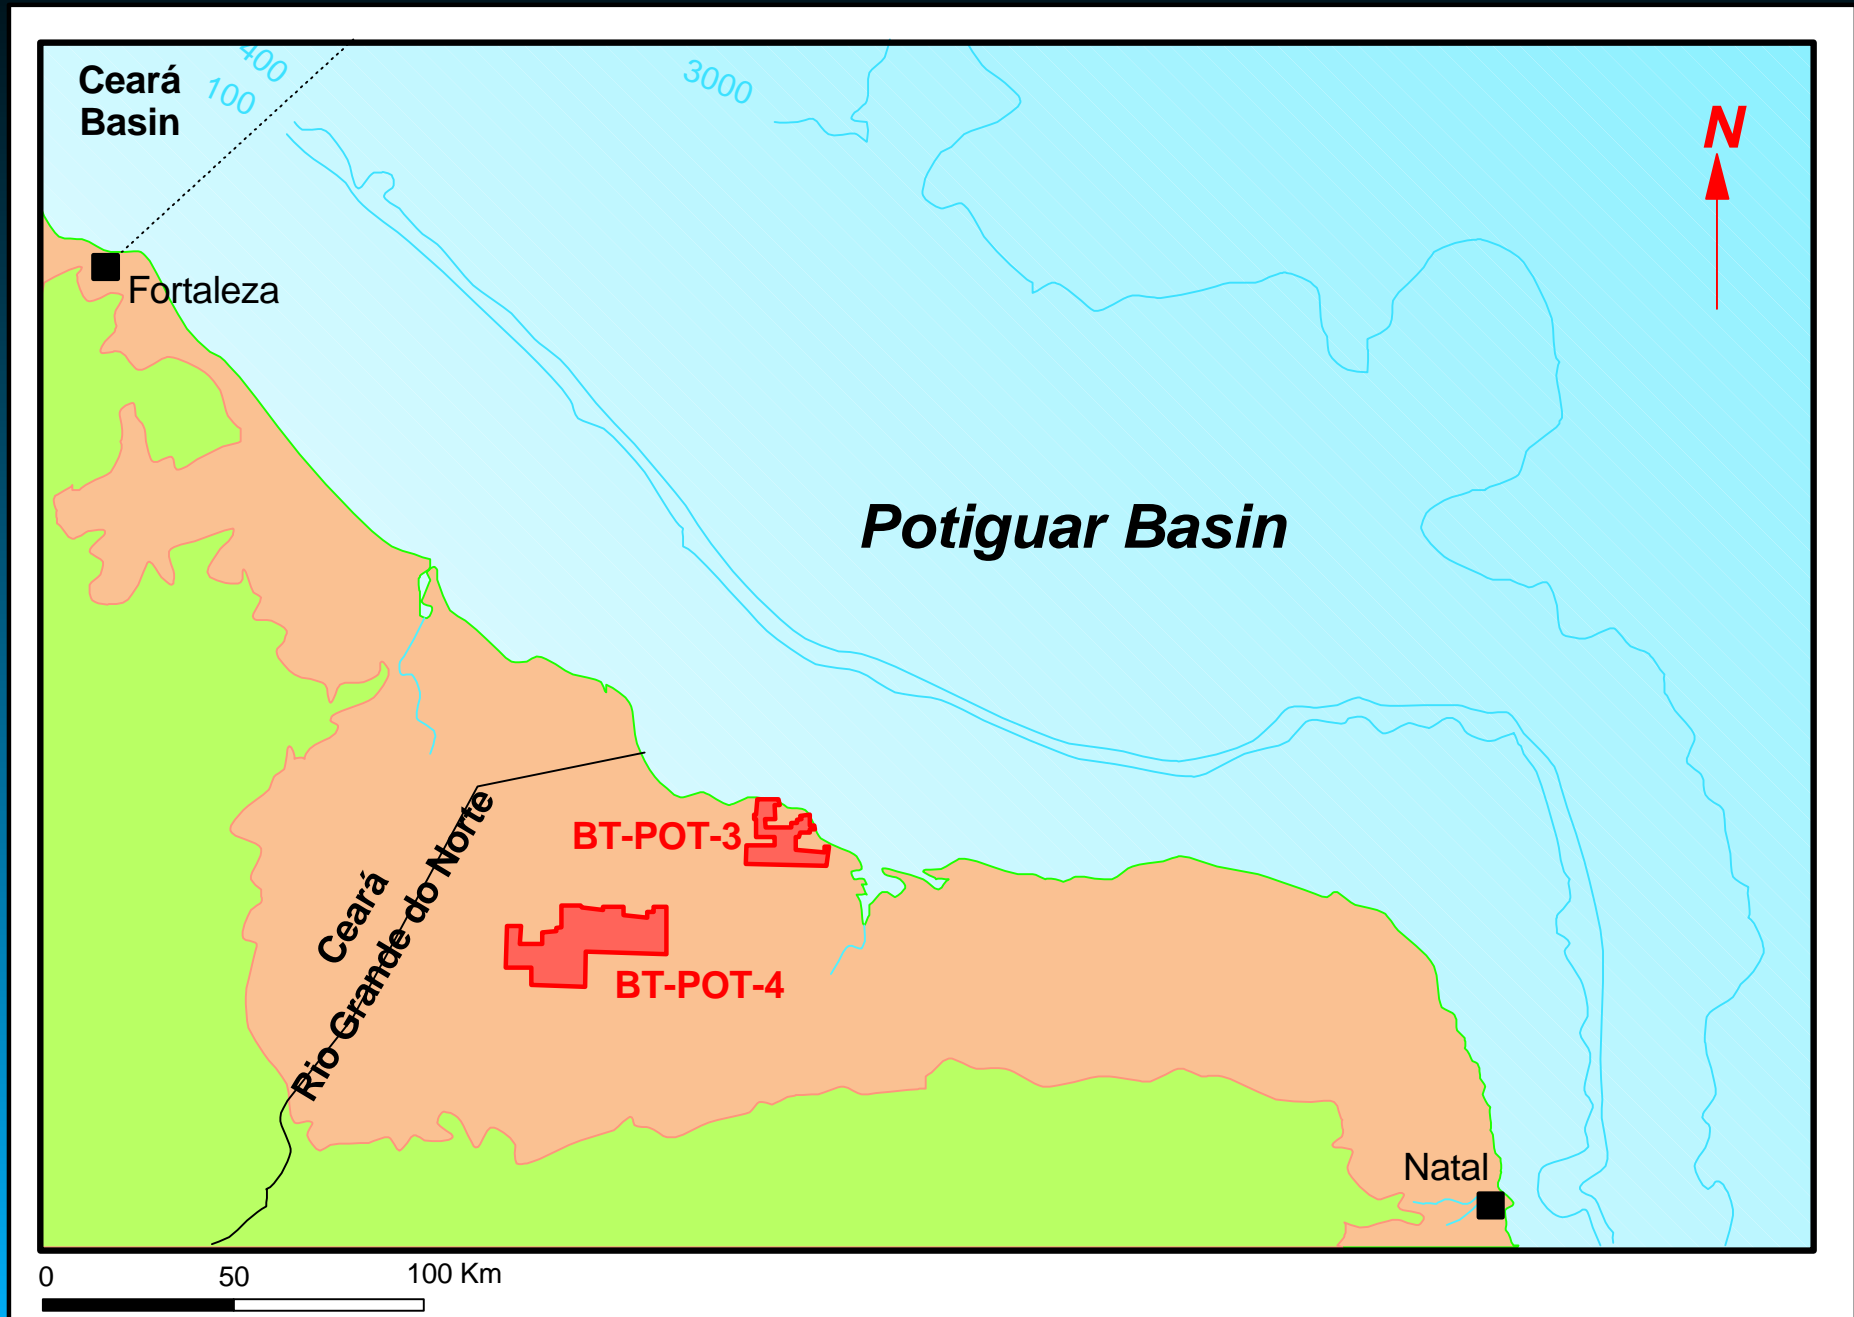 Ceará
Basin
400
100
3000
N
Fortaleza
Potiguar Basin
BT-POT-3
Ceará
Rio Grande do Norte
BT-POT-4
Natal
0 50 100 Km